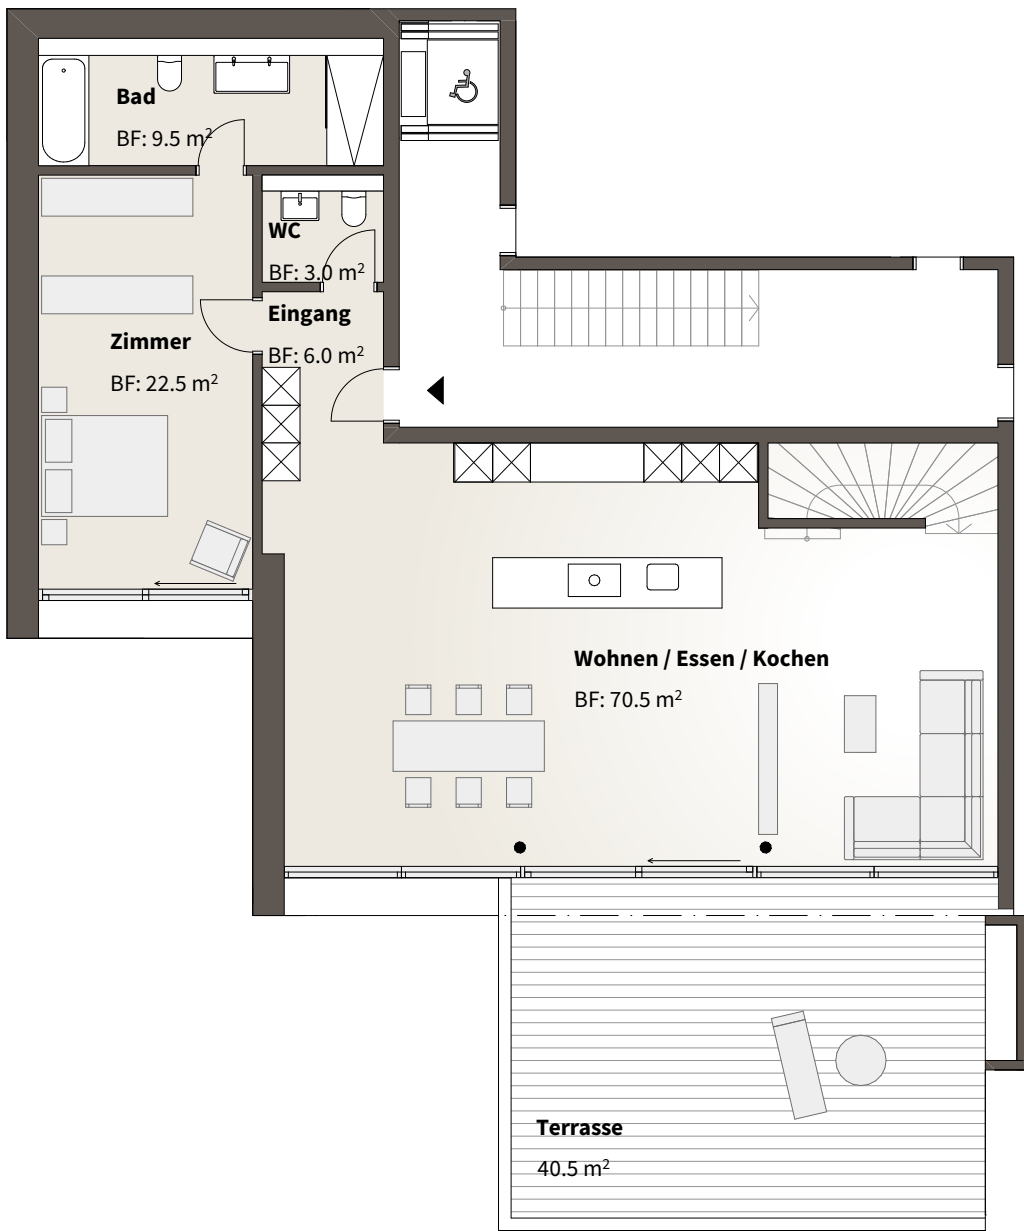 Bad
BF: 9.5 m²
WC
BF: 3.0 m²
Eingang
BF: 6.0 m²
Zimmer
BF: 22.5 m²
Wohnen / Essen / Kochen
BF: 70.5 m²
Terrasse
40.5 m²